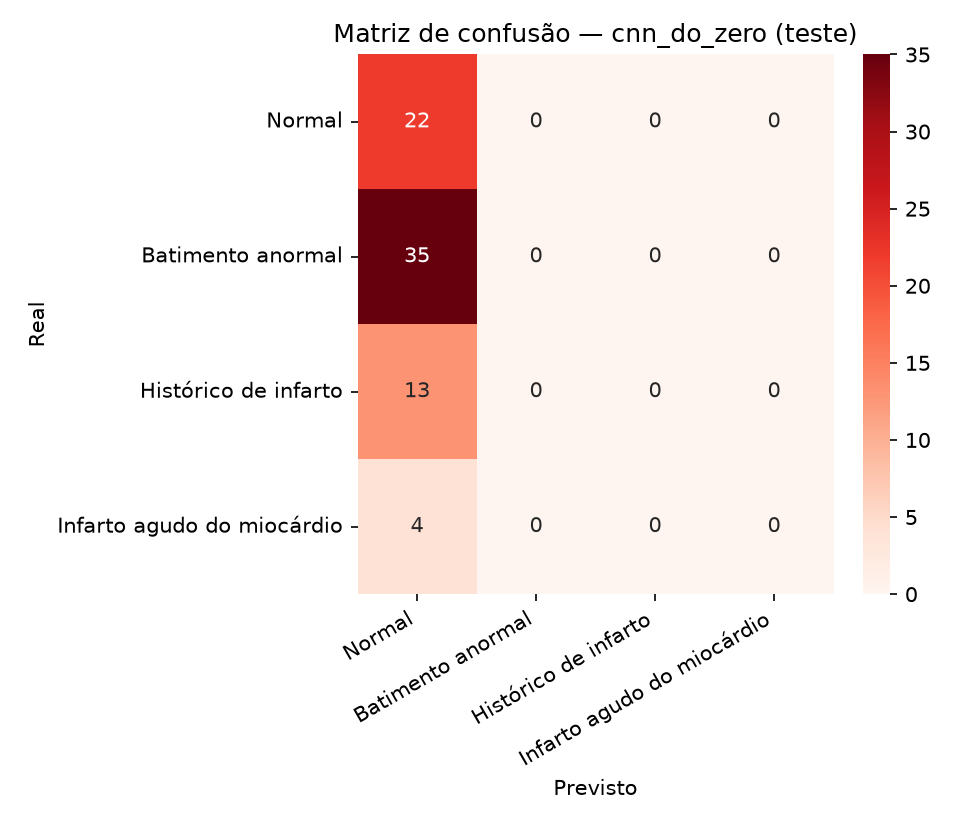 Matriz de confusão — cnn_do_zero (teste)
Real
Normal
22 0 0 0
Batimento anormal
35 0 0 0
Histórico de infarto
13 0 0 0
Infarto agudo do miocárdio
4 0 0 0
Normal
Batimento anormal
Histórico de infarto
Infarto agudo do miocárdio
Previsto
35
30
25
20
15
10
5
0